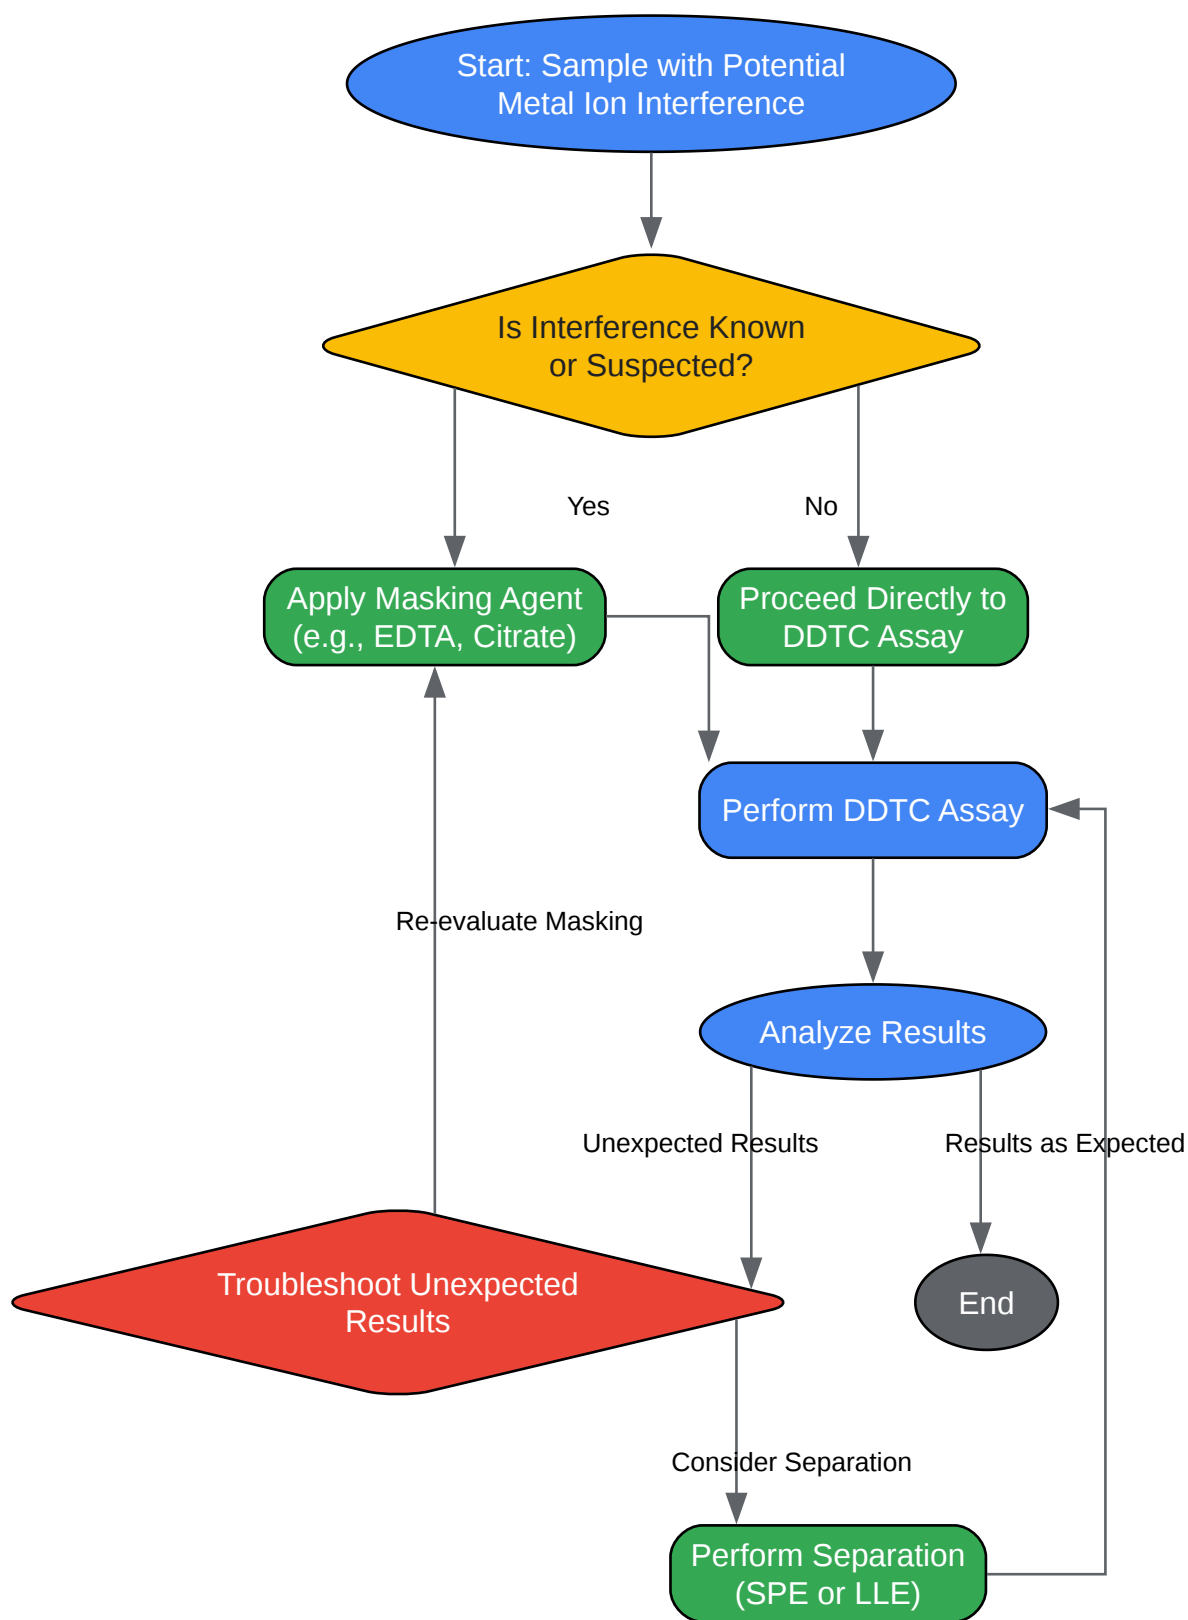 Start: Sample with Potential
Metal Ion Interference
Is Interference Known
or Suspected?
Yes
No
Apply Masking Agent
(e.g., EDTA, Citrate)
Proceed Directly to
DDTC Assay
Perform DDTC Assay
Re-evaluate Masking
Analyze Results
Unexpected Results
Results as Expected
Troubleshoot Unexpected
Results
End
Consider Separation
Perform Separation
(SPE or LLE)